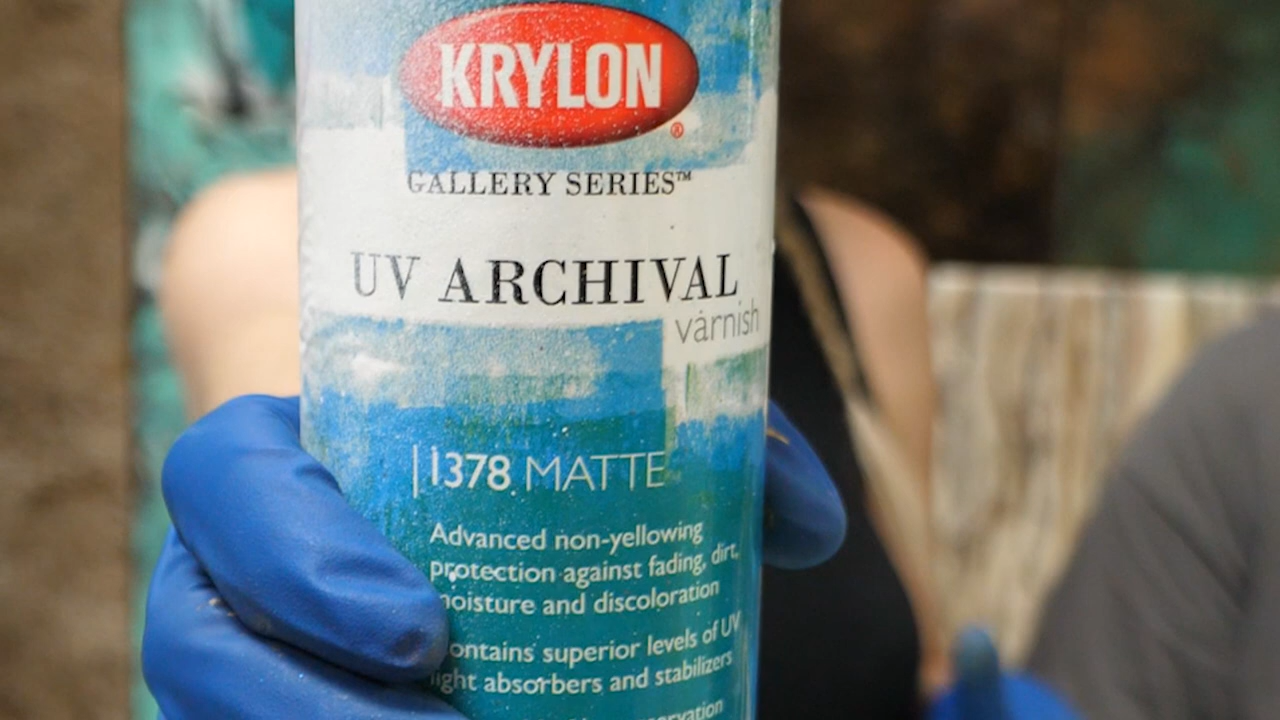 KRYLON®
GALLERY SERIES™
UV ARCHIVAL
varnish
|1378 MATTE
Advanced non-yellowing
protection against fading, dirt,
moisture and discoloration
ontains superior levels of UV
light absorbers and stabilizers